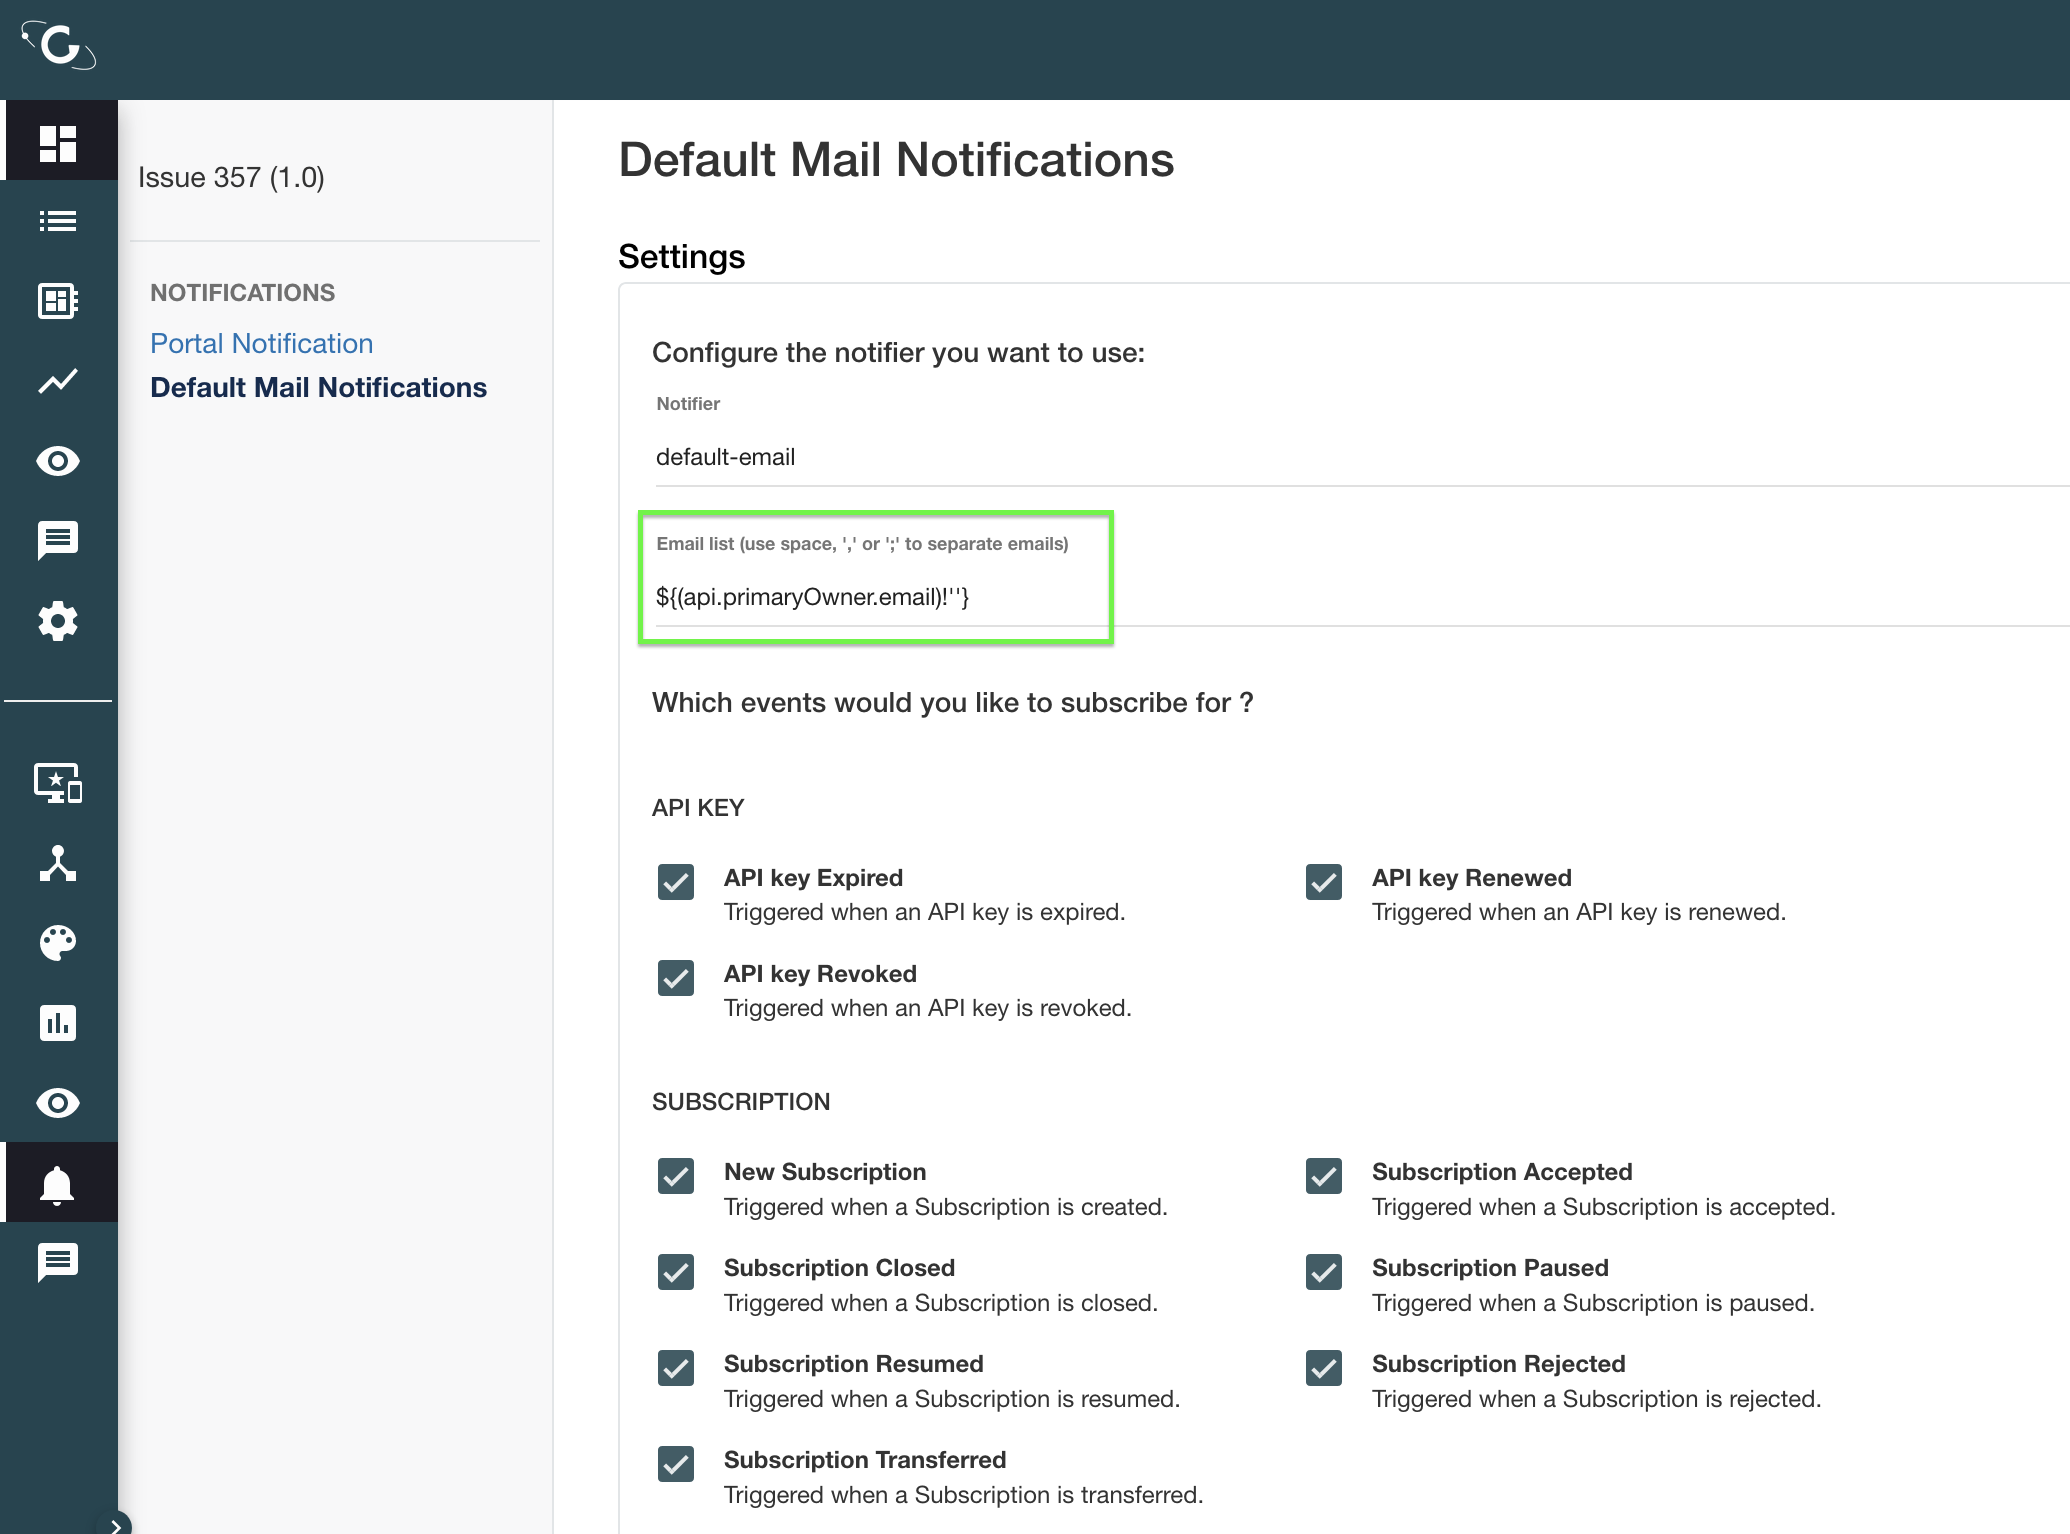 G
Issue 357 (1.0)
NOTIFICATIONS
Portal Notification
Default Mail Notifications
Default Mail Notifications
Settings
Configure the notifier you want to use:
Notifier
default-email
Email list (use space, ',' or ';' to separate emails)
${(api.primaryOwner.email)!''}
Which events would you like to subscribe for ?
API KEY
API key Expired
Triggered when an API key is expired.
API key Renewed
Triggered when an API key is renewed.
API key Revoked
Triggered when an API key is revoked.
SUBSCRIPTION
New Subscription
Triggered when a Subscription is created.
Subscription Accepted
Triggered when a Subscription is accepted.
Subscription Closed
Triggered when a Subscription is closed.
Subscription Paused
Triggered when a Subscription is paused.
Subscription Resumed
Triggered when a Subscription is resumed.
Subscription Rejected
Triggered when a Subscription is rejected.
Subscription Transferred
Triggered when a Subscription is transferred.